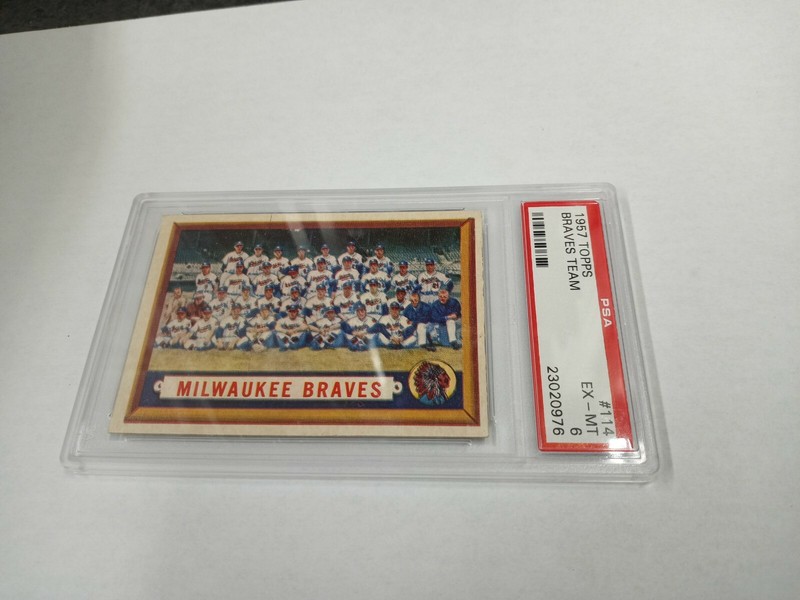 MILWAUKEE BRAVES
1957 TOPPS #114
BRAVES TEAM EX-MT
6
PSA 23020976